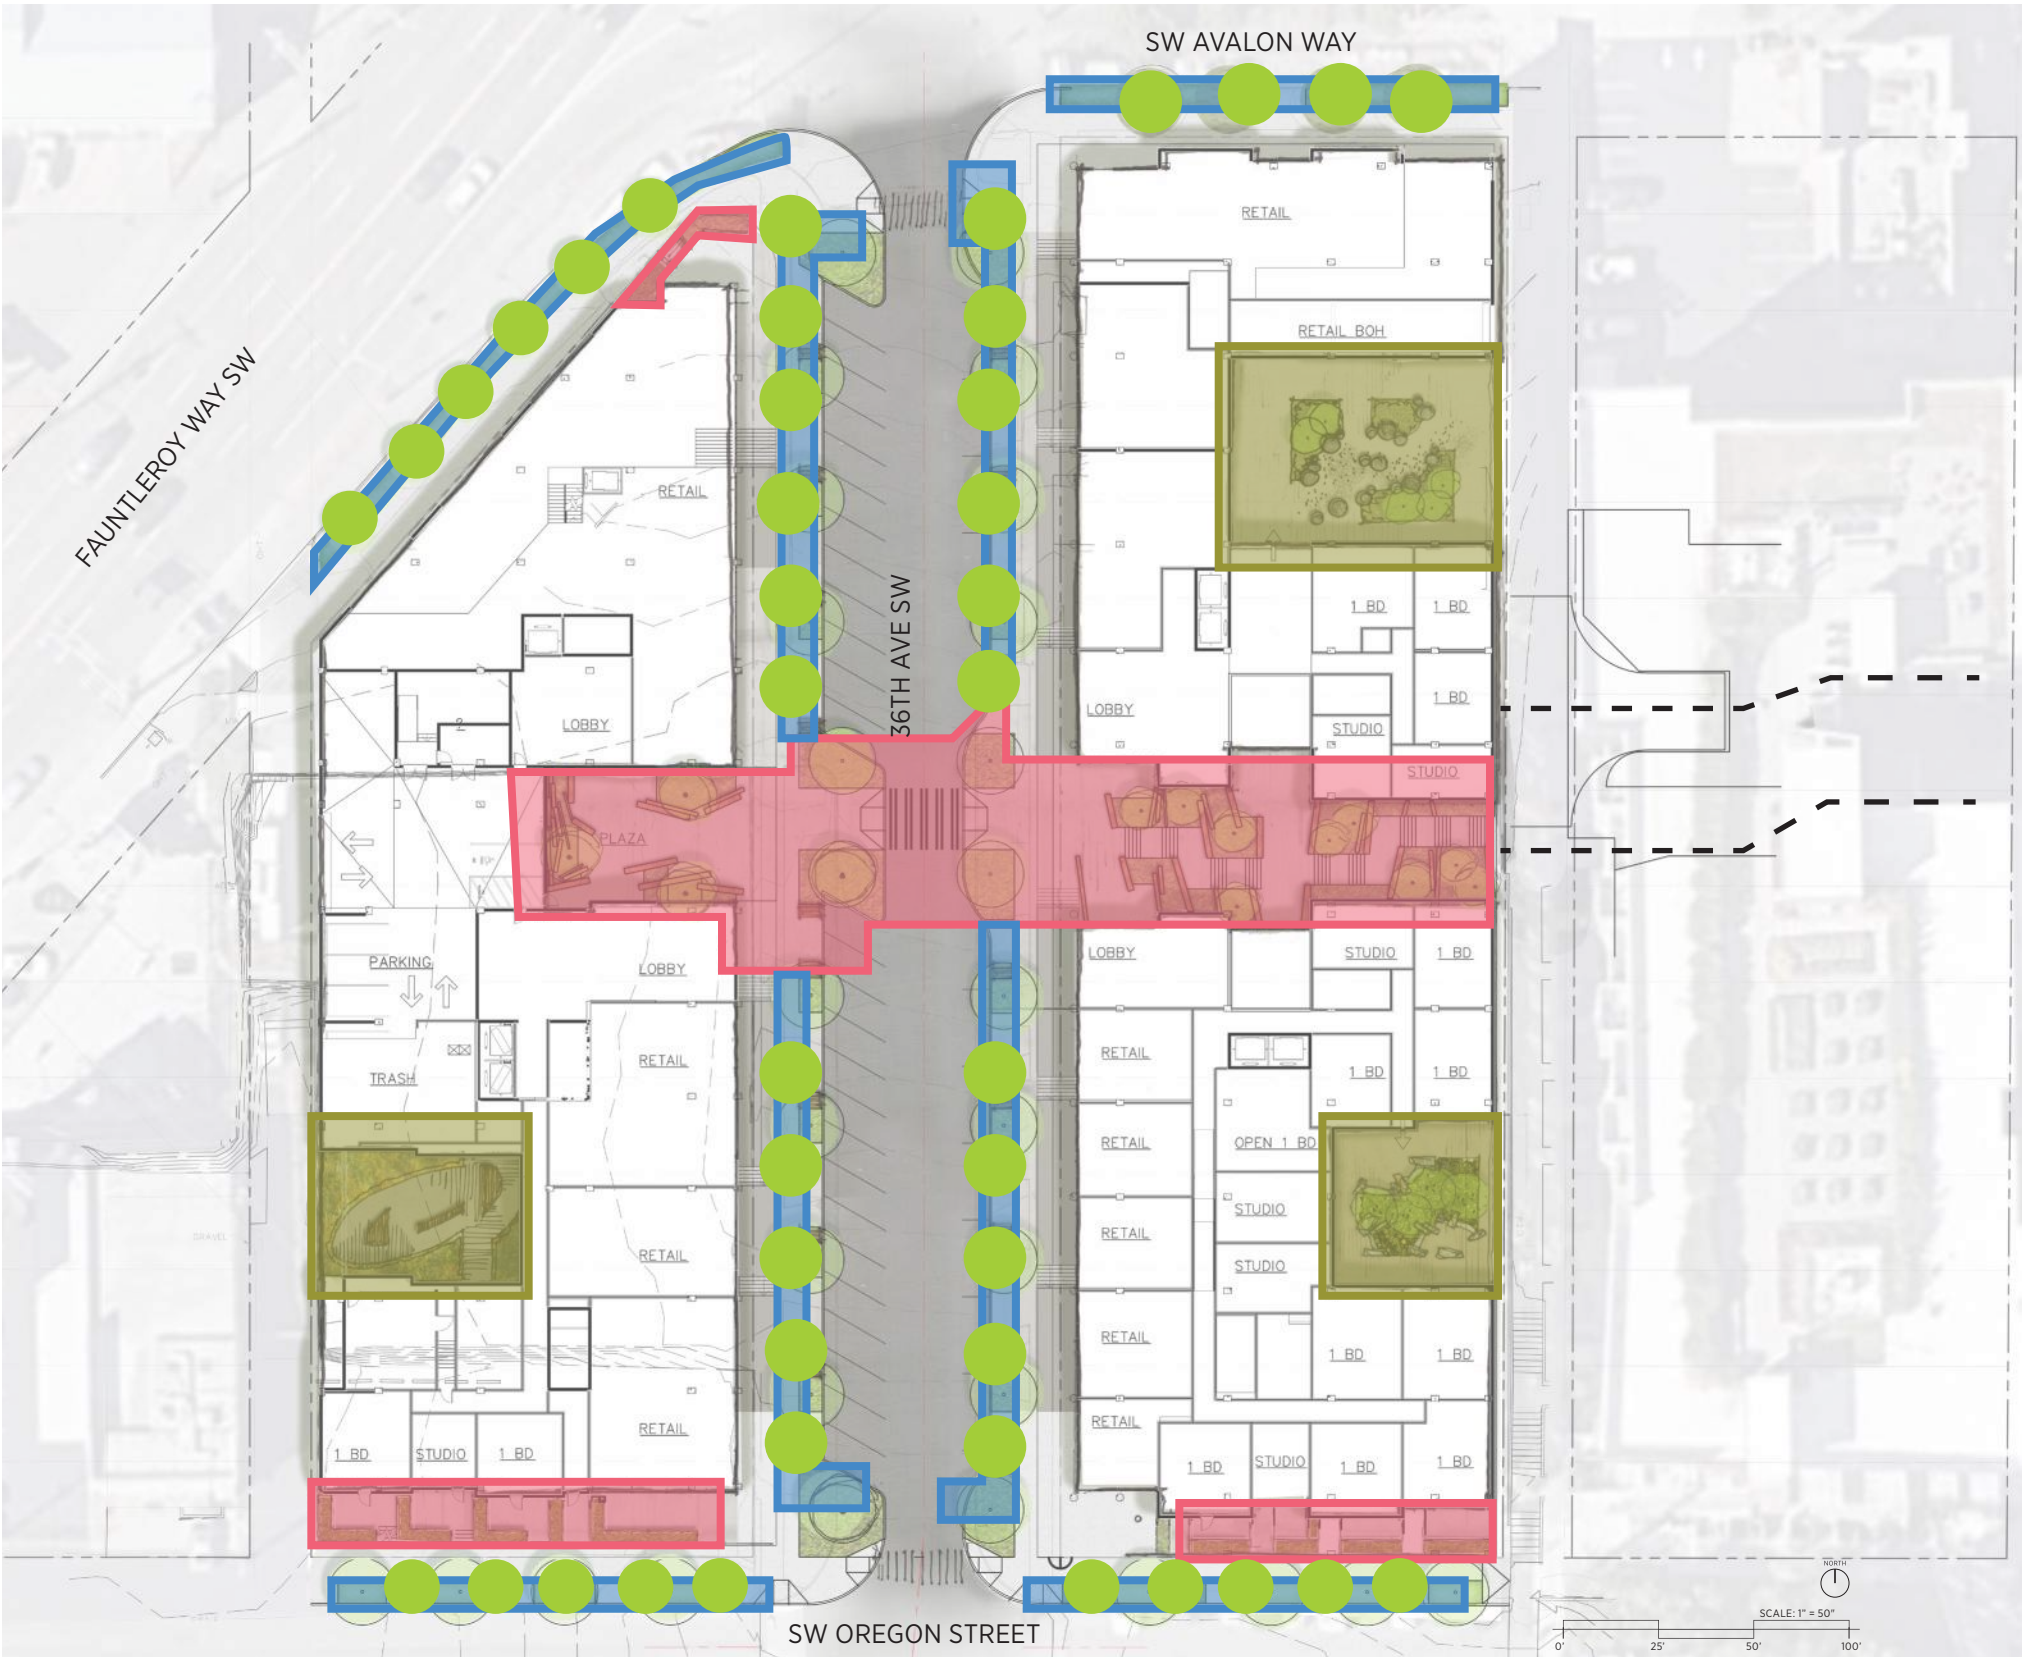 SW AVALON WAY
RETAIL
RETAIL BOH
FAUNTLEROY WAY SW
RETAIL
36TH AVE SW
1 BD
1 BD
1 BD
LOBBY
LOBBY
STUDIO
STUDIO
PLAZA
PARKING
LOBBY
LOBBY
STUDIO
1 BD
RETAIL
RETAIL
1 BD
1 BD
TRASH
RETAIL
OPEN 1 BD
RETAIL
STUDIO
GRAVEL
RETAIL
STUDIO
RETAIL
1 BD
1 BD
RETAIL
RETAIL
1 BD
STUDIO
1 BD
1 BD
STUDIO
1 BD
1 BD
NORTH
SCALE: 1" = 50"
0'
25'
50'
100'
SW OREGON STREET